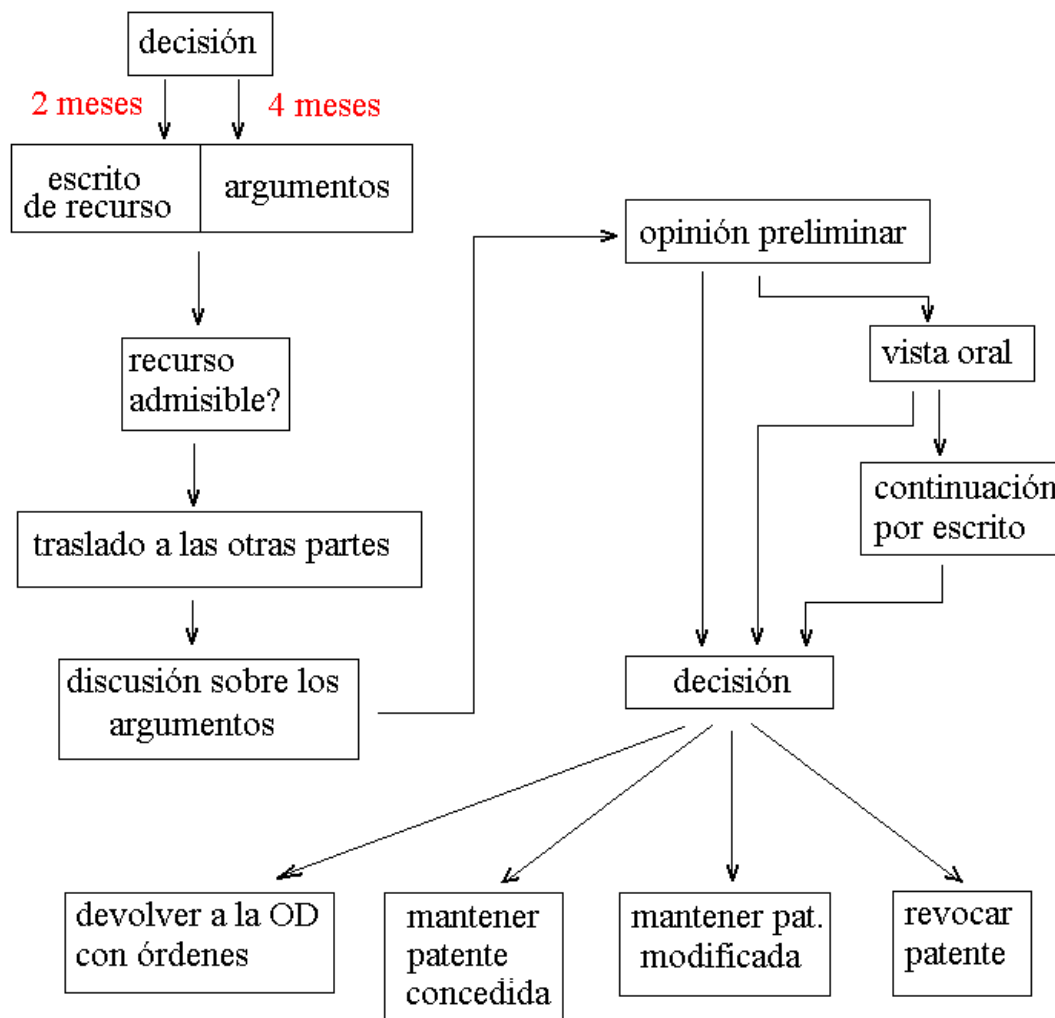 decisión
2 meses
4 meses
escrito
de recurso
argumentos
recurso
admisible?
traslado a las otras partes
discusión sobre los
argumentos
opinión preliminar
vista oral
continuación
por escrito
decisión
devolver a la OD
con órdenes
mantener
patente
concedida
mantener pat.
modificada
revocar
patente